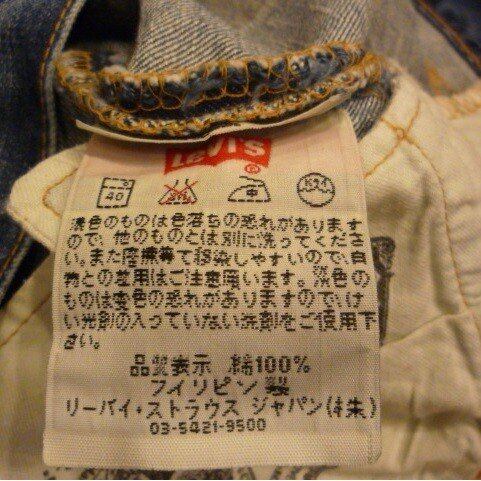 LEVI'S
®
40
中
ドライ
濃色のものは色落ちの恐れがあります
ので、他のものとは別に洗ってくださ
い。また摩擦等で移染しやすいので、白
物との着用はご注意願います。淡色の
ものは変色の恐れがありますので、けい
光剤の入っていない洗剤をご使用下
さい。
品質表示 綿100%
フィリピン製
リーバイ・ストラウス ジャパン(株)
03-5421-9500